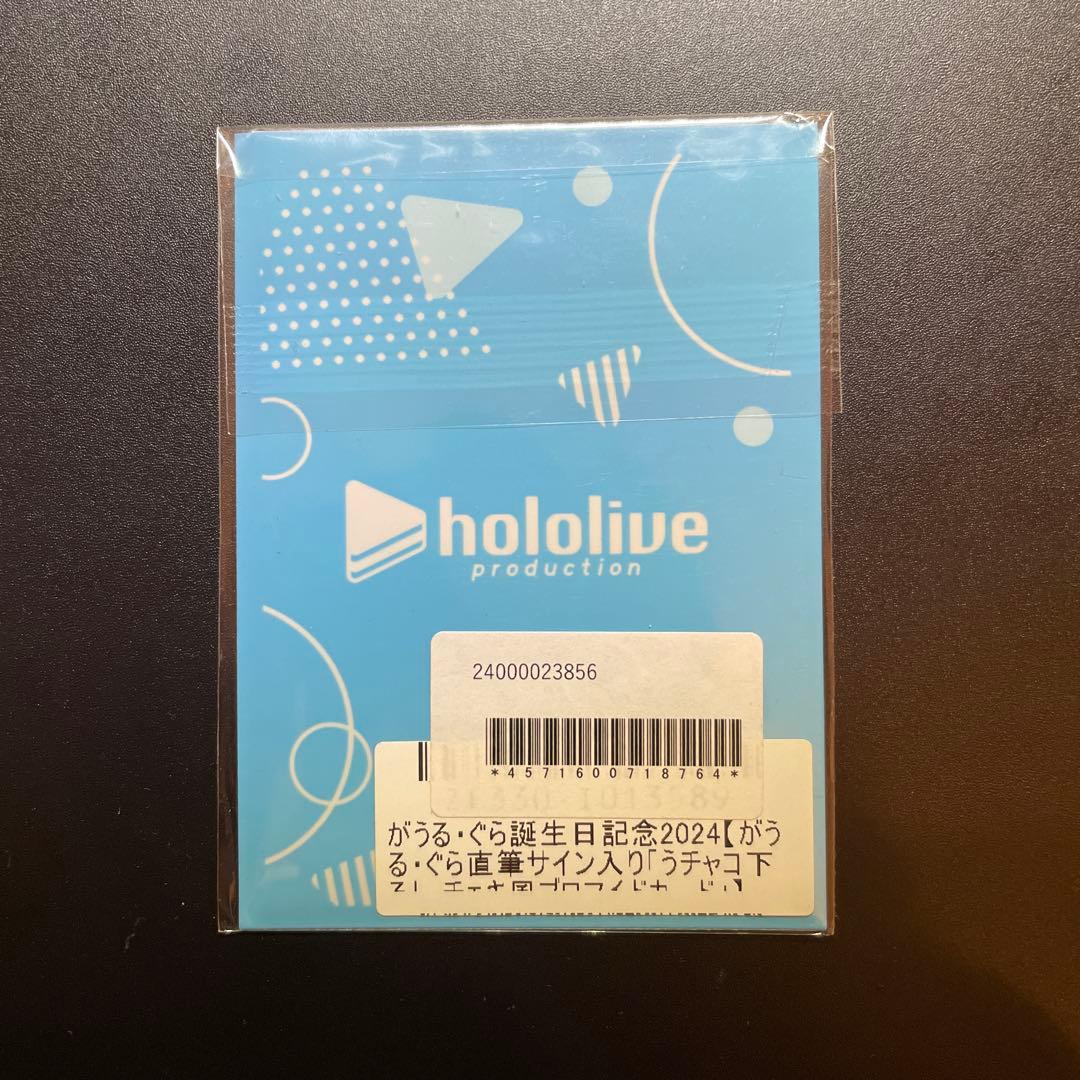 hololive
production
24000023856
*4571600718764*
がうる・ぐら誕生日記念2024【がう
る・ぐら直筆サイン入り「うチャコ下